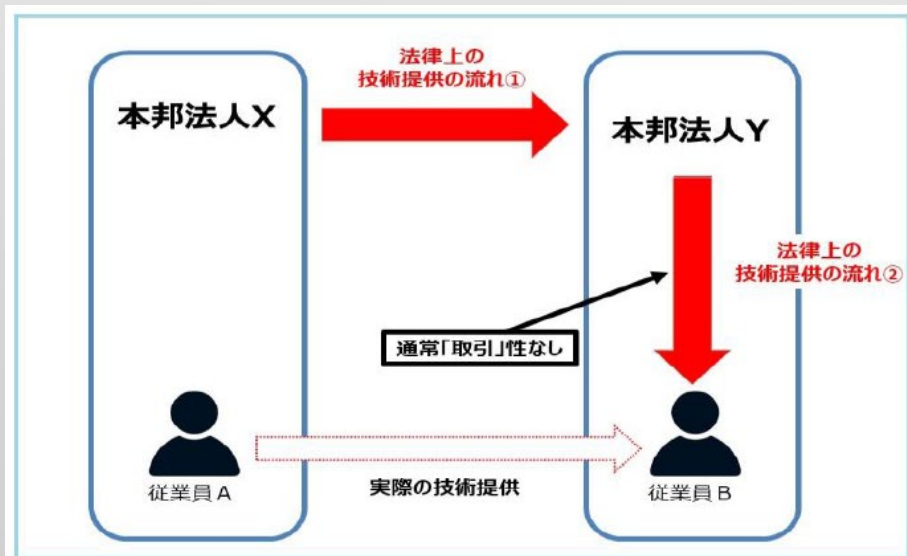 法律上の
技術提供の流れ①
本邦法人X
本邦法人Y
法律上の
技術提供の流れ②
通常「取引」性なし
従業員A
実際の技術提供
従業員B